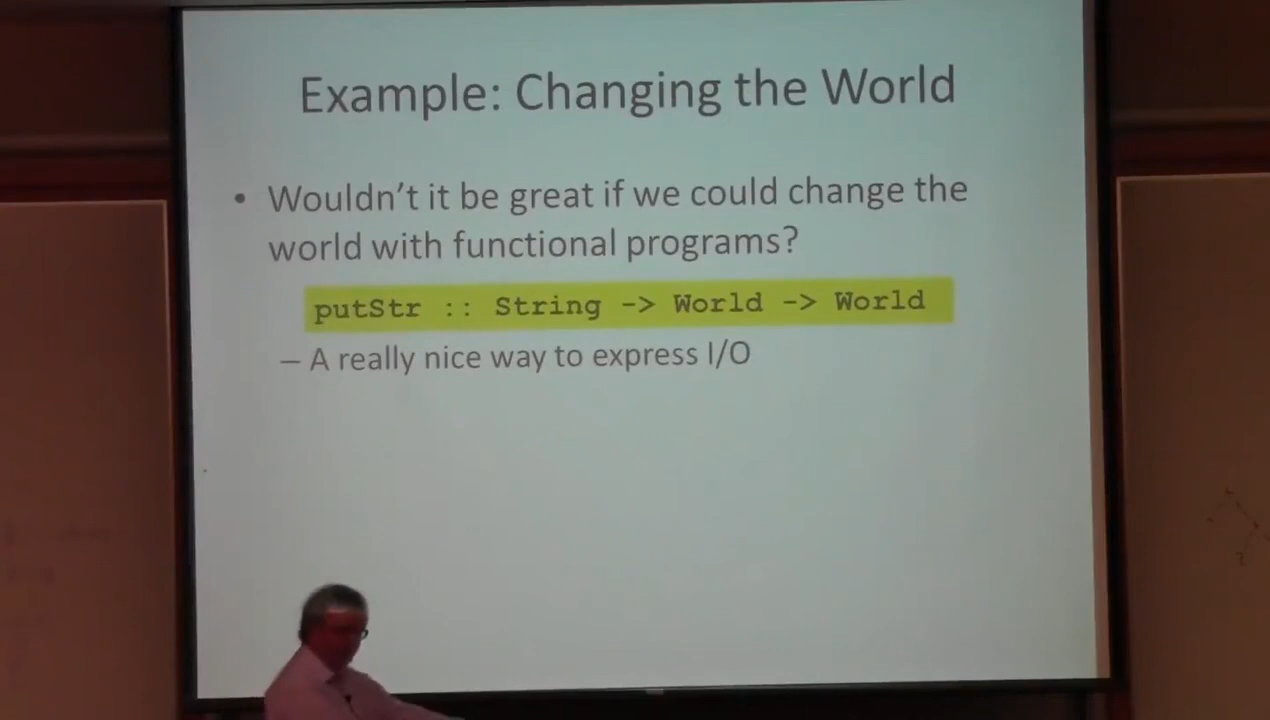 Example: Changing the World
• Wouldn't it be great if we could change the
world with functional programs?
putStr :: String -> World -> World
– A really nice way to express I/O